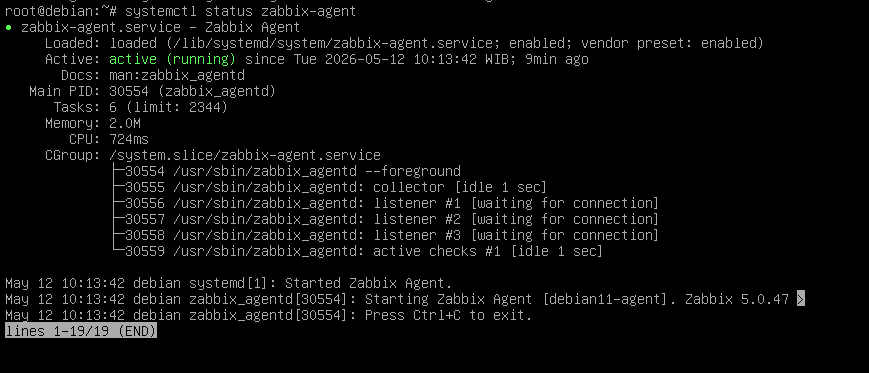 root@debian:~# systemctl status zabbix-agent
● zabbix-agent.service - Zabbix Agent
     Loaded: loaded (/lib/systemd/system/zabbix-agent.service; enabled; vendor preset: enabled)
     Active: active (running) since Tue 2026-05-12 10:13:42 WIB; 9min ago
       Docs: man:zabbix_agentd
   Main PID: 30554 (zabbix_agentd)
      Tasks: 6 (limit: 2344)
     Memory: 2.0M
        CPU: 724ms
     CGroup: /system.slice/zabbix-agent.service
             ├─30554 /usr/sbin/zabbix_agentd --foreground
             ├─30555 /usr/sbin/zabbix_agentd: collector [idle 1 sec]
             ├─30556 /usr/sbin/zabbix_agentd: listener #1 [waiting for connection]
             ├─30557 /usr/sbin/zabbix_agentd: listener #2 [waiting for connection]
             ├─30558 /usr/sbin/zabbix_agentd: listener #3 [waiting for connection]
             └─30559 /usr/sbin/zabbix_agentd: active checks #1 [idle 1 sec]

May 12 10:13:42 debian systemd[1]: Started Zabbix Agent.
May 12 10:13:42 debian zabbix_agentd[30554]: Starting Zabbix Agent [debian11-agent]. Zabbix 5.0.47 >
May 12 10:13:42 debian zabbix_agentd[30554]: Press Ctrl+C to exit.
lines 1-19/19 (END)